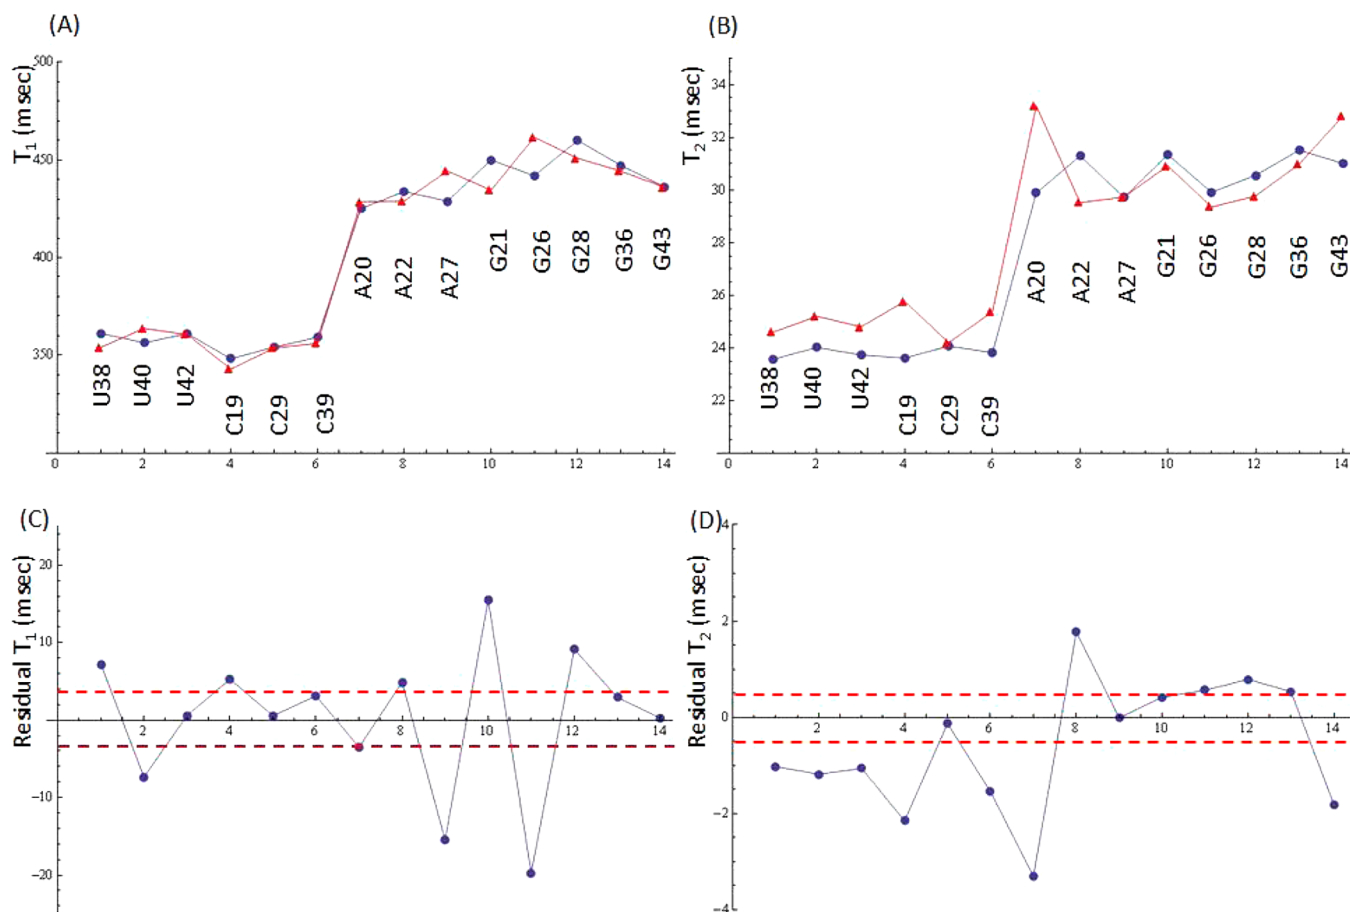 (A)
T1 (msec)
500
450
400
350
0 2 4 6 8 10 12 14
U38 U40 U42 C19 C29 C39 A20 A22 A27 G21 G26 G28 G36 G43
(B)
T2 (msec)
34
32
30
28
26
24
22
0 2 4 6 8 10 12 14
U38 U40 U42 C19 C29 C39 A20 A22 A27 G21 G26 G28 G36 G43
(C)
Residual T1 (msec)
20
10
-10
-20
2 4 6 8 10 12 14
(D)
Residual T2 (msec)
4
2
0
-2
-4
2 4 6 8 10 12 14